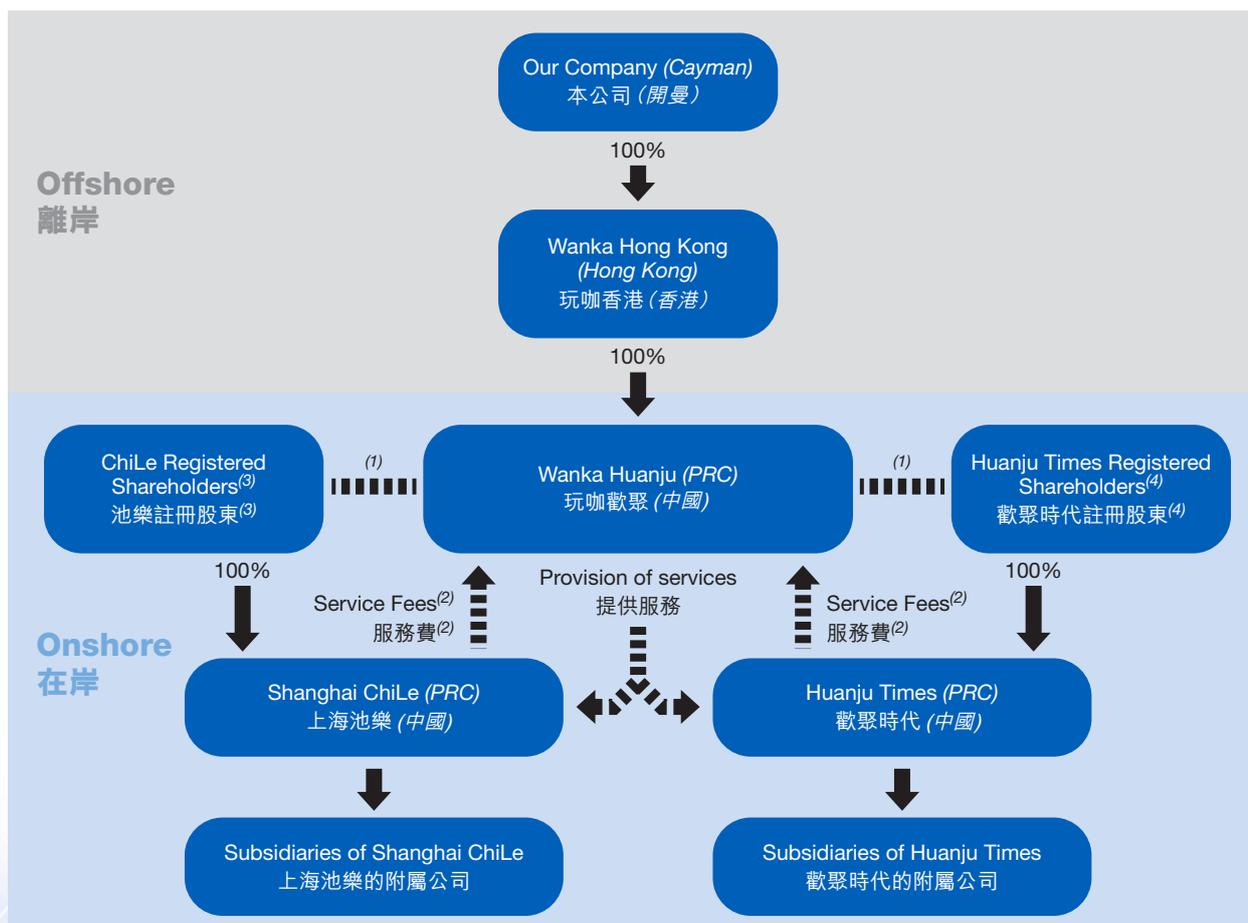 Our Company (Cayman)
本公司（開曼）
100%
Offshore
離岸
Wanka Hong Kong
(Hong Kong)
玩咖香港（香港）
100%
ChiLe Registered
Shareholders(3)
池樂註冊股東(3)
(1)
Wanka Huanju (PRC)
玩咖歡聚 (中國)
(1)
Huanju Times Registered
Shareholders(4)
歡聚時代註冊股東(4)
100%
Service Fees(2)
服務費(2)
Provision of services
提供服務
Service Fees(2)
服務費(2)
100%
Onshore
在岸
Shanghai ChiLe (PRC)
上海池樂 (中國)
Huanju Times (PRC)
歡聚時代 (中國)
Subsidiaries of Shanghai ChiLe
上海池樂的附屬公司
Subsidiaries of Huanju Times
歡聚時代的附屬公司